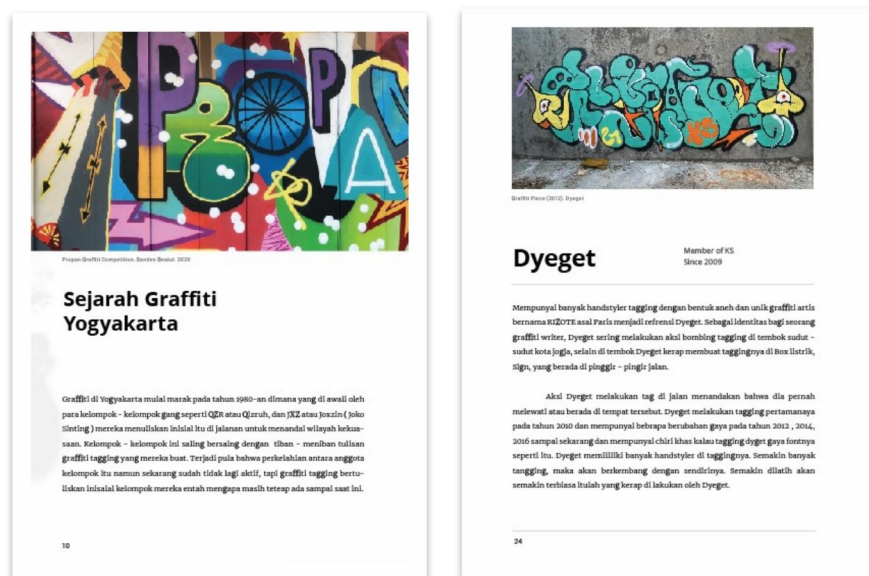 PROPA
Propan Graffiti Competition. Dendes Beatul. 2020
Sejarah Graffiti
Yogyakarta
Graffiti di Yogyakarta mulai marak pada tahun 1980-an dimana yang di awali oleh
para kelompok - kelompok gang seperti QZR atau Qizruh, dan JXZ atau Joxzin ( Joko
Sinting ) mereka menuliskan inisial itu di jalanan untuk menandai wilayah kekua-
saan. Kelompok - kelompok ini saling bersaing dengan tiban - meniban tulisan
graffiti tagging yang mereka buat. Terjadi pula bahwa perkelahian antara anggota
kelompok itu namun sekarang sudah tidak lagi aktif, tapi graffiti tagging bertu-
liskan inisaial kelompok mereka entah mengapa masih teteap ada sampai saat ini.
10
Graffiti Piece (2012). Dyeget
Dyeget
Member of KS
Since 2009
Mempunyai banyak handstyler tagging dengan bentuk aneh dan unik graffiti artis
bernama RIZOTE asal Paris menjadi refrensi Dyeget. Sebagai identitas bagi seorang
graffiti writer, Dyeget sering melakukan aksi bombing tagging di tembok sudut -
sudut kota jogja, selain di tembok Dyeget kerap membuat taggingnya di Box listrik,
Sign, yang berada di pinggir - pingir jalan.
Aksi Dyeget melakukan tag di jalan menandakan bahwa dia pernah
melewati atau berada di tempat tersebut. Dyeget melakukan tagging pertamanaya
pada tahun 2010 dan mempunyai bebrapa berubahan gaya pada tahun 2012 , 2014,
2016 sampai sekarang dan mempunyai chiri khas kalau tagging dyget gaya fontnya
seperti itu. Dyeget memiliiki banyak handstyler di taggingnya. Semakin banyak
tangging, maka akan berkembang dengan sendirinya. Semakin dilatih akan
semakin terbiasa itulah yang kerap di lakukan oleh Dyeget.
24